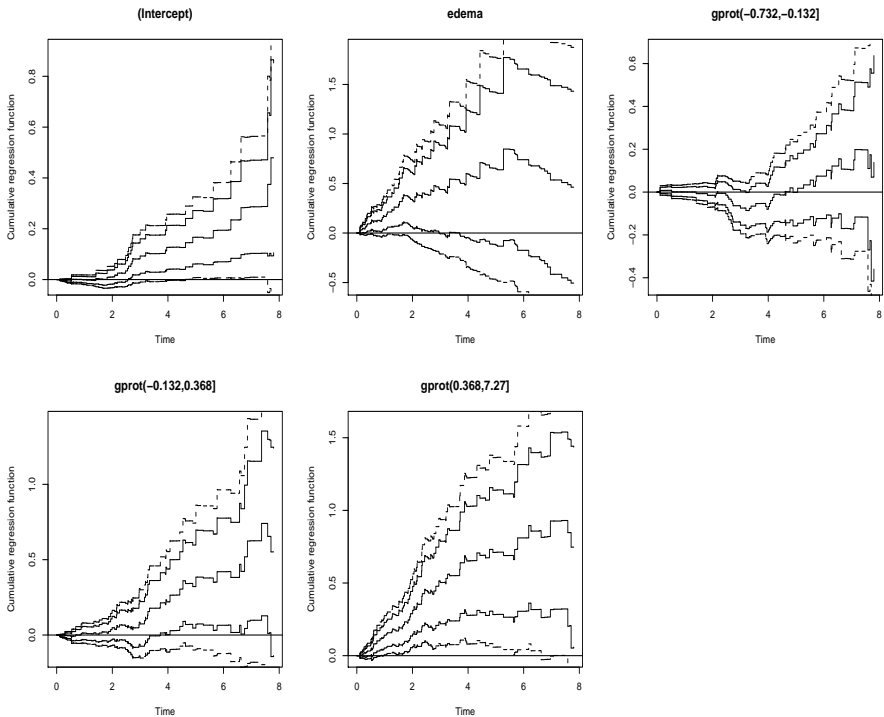 (Intercept)
Cumulative regression function
0.0 0.2 0.4 0.6 0.8
0 2 4 6 8
Time
edema
Cumulative regression function
−0.5 0.0 0.5 1.0 1.5
0 2 4 6 8
Time
gprot(−0.732,−0.132]
Cumulative regression function
−0.4 −0.2 0.0 0.2 0.4 0.6
0 2 4 6 8
Time
gprot(−0.132,0.368]
Cumulative regression function
0.0 0.5 1.0
0 2 4 6 8
Time
gprot(0.368,7.27]
Cumulative regression function
0.0 0.5 1.0 1.5
0 2 4 6 8
Time